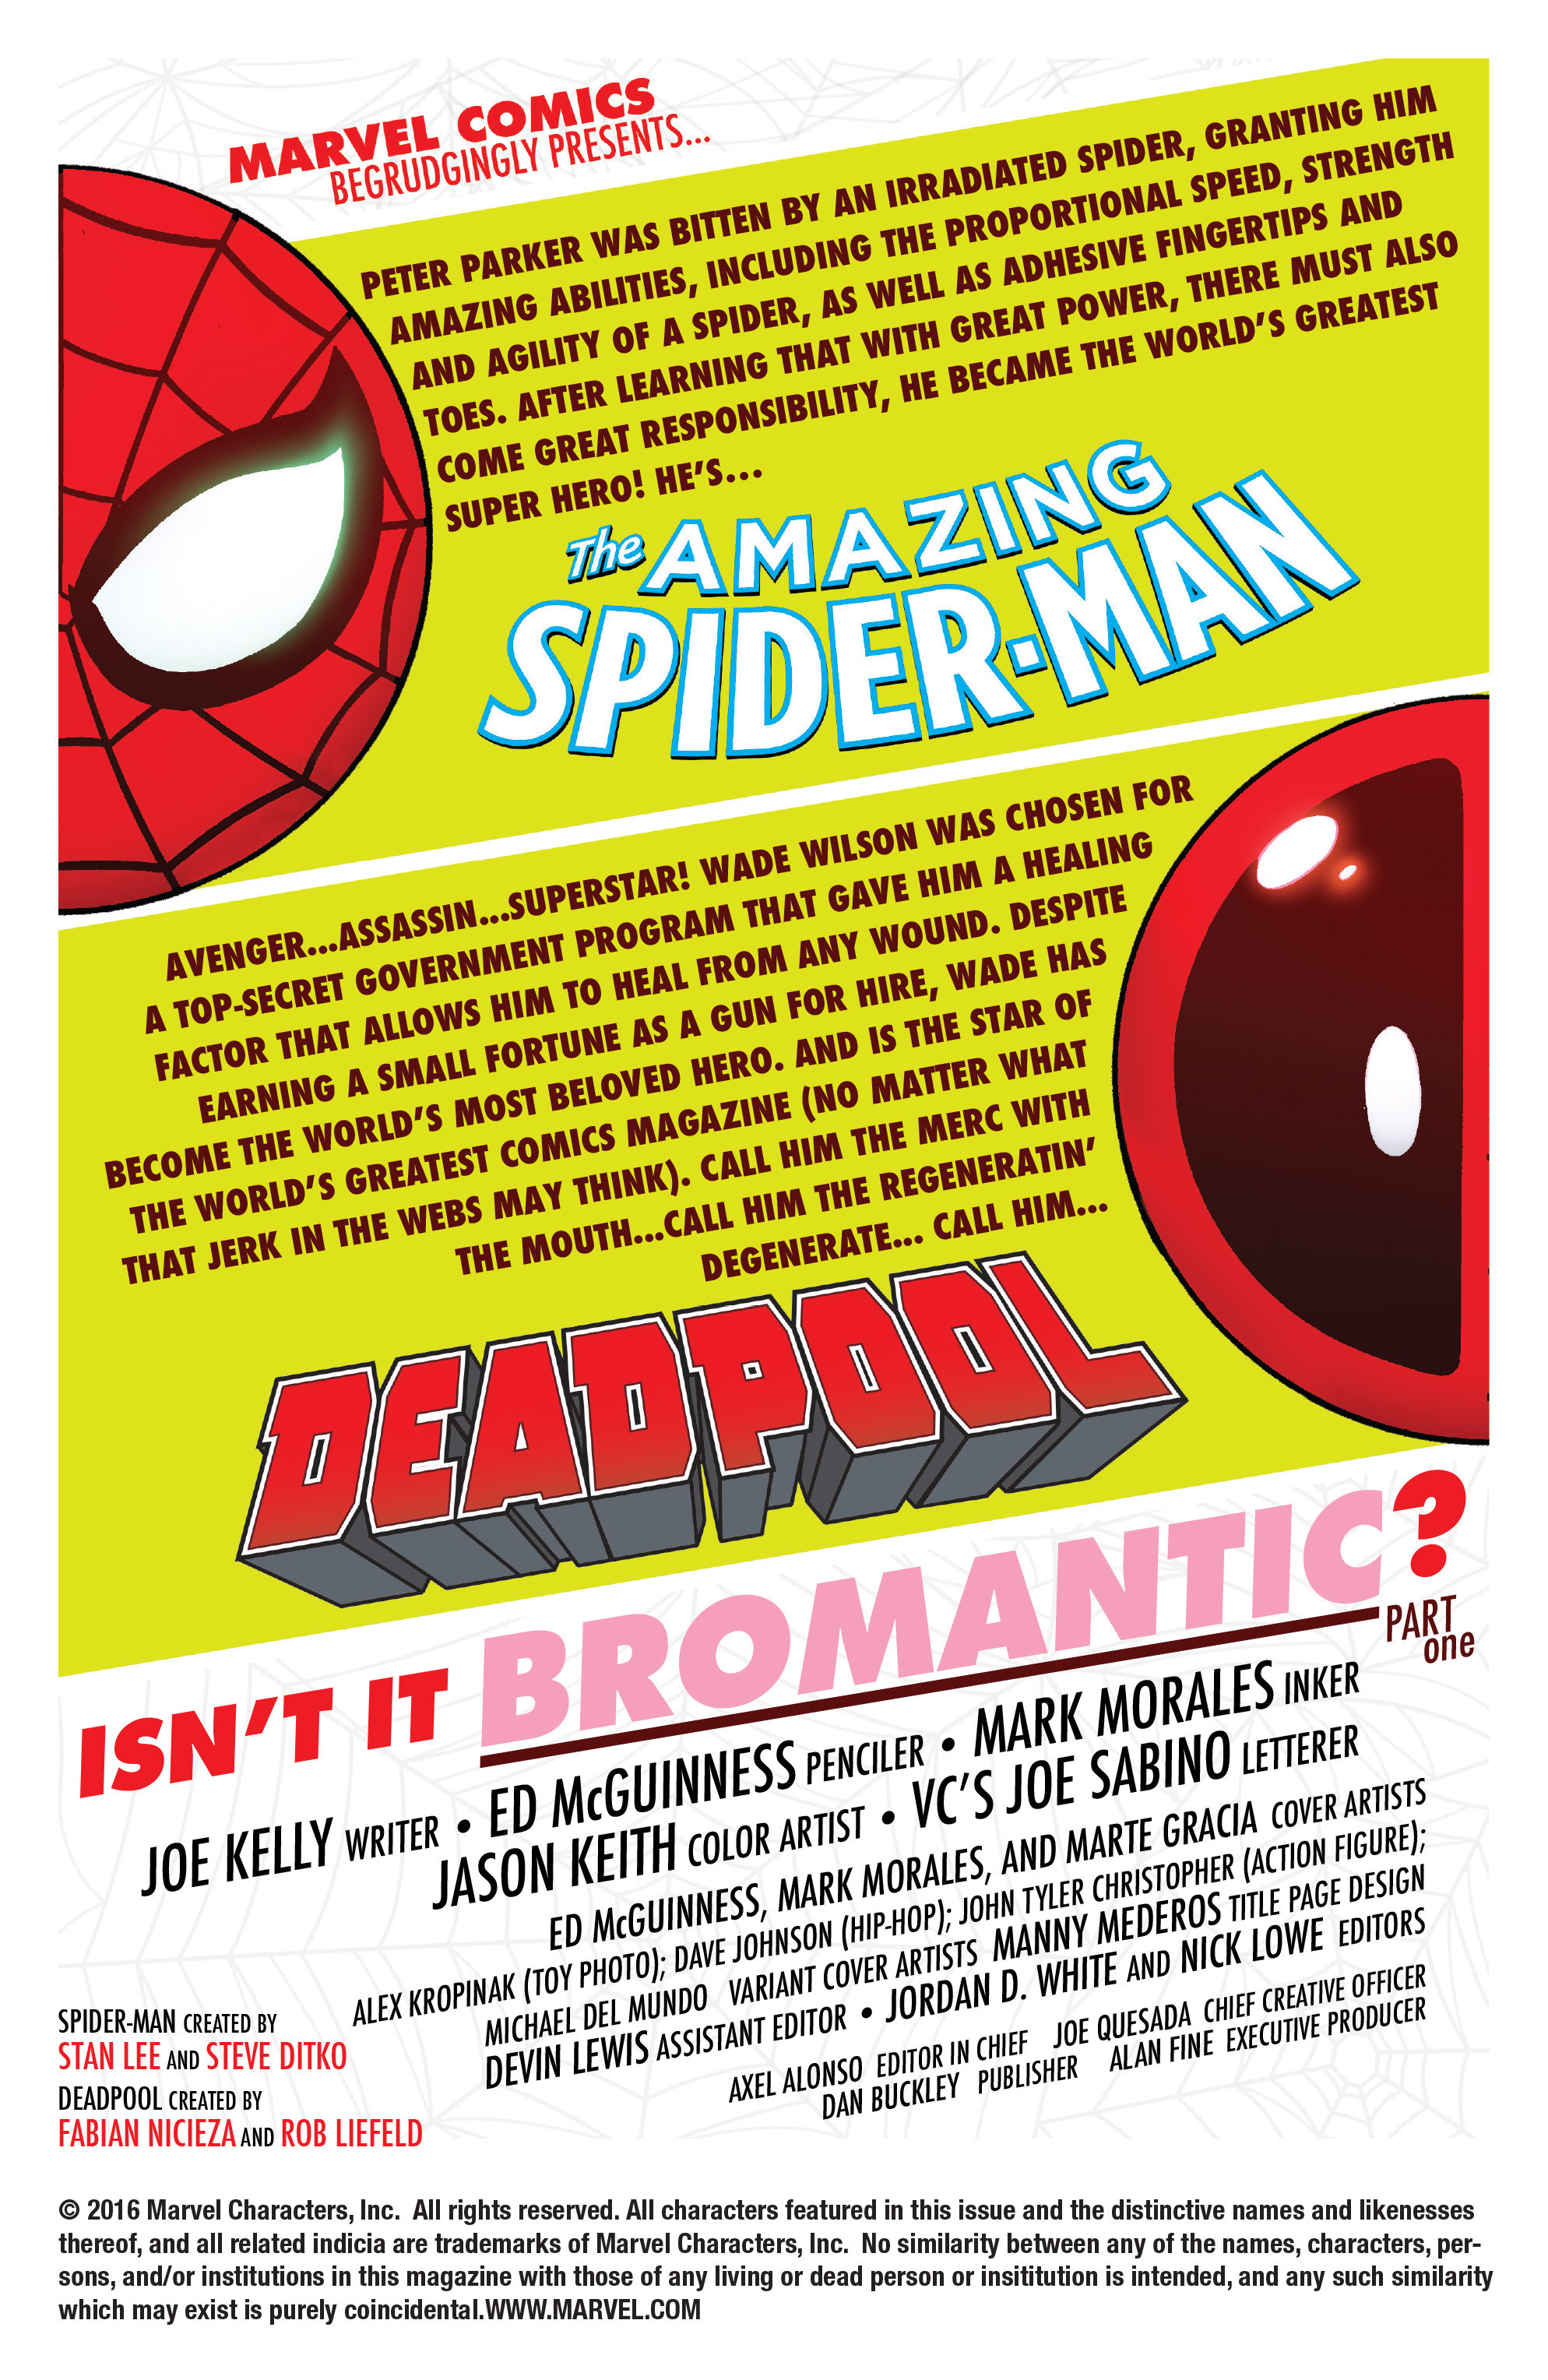 MARVEL COMICS
BEGRUDGINGLY PRESENTS...
PETER PARKER WAS BITTEN BY AN IRRADIATED SPIDER, GRANTING HIM
AMAZING ABILITIES, INCLUDING THE PROPORTIONAL SPEED, STRENGTH
AND AGILITY OF A SPIDER, AS WELL AS ADHESIVE FINGERTIPS AND
TOES. AFTER LEARNING THAT WITH GREAT POWER, THERE MUST ALSO
COME GREAT RESPONSIBILITY, HE BECAME THE WORLD'S GREATEST
SUPER HERO! HE'S...
The AMAZING
SPIDER-MAN
AVENGER...ASSASSIN...SUPERSTAR! WADE WILSON WAS CHOSEN FOR
A TOP-SECRET GOVERNMENT PROGRAM THAT GAVE HIM A HEALING
FACTOR THAT ALLOWS HIM TO HEAL FROM ANY WOUND. DESPITE
EARNING A SMALL FORTUNE AS A GUN FOR HIRE, WADE HAS
BECOME THE WORLD'S MOST BELOVED HERO. AND IS THE STAR OF
THE WORLD'S GREATEST COMICS MAGAZINE (NO MATTER WHAT
THAT JERK IN THE WEBS MAY THINK). CALL HIM THE MERC WITH
THE MOUTH...CALL HIM THE REGENERATIN'
DEGENERATE... CALL HIM...
DEADPOOL
ISN'T IT BROMANTIC?
PART
one
JOE KELLY WRITER • ED McGUINNESS PENCILER • MARK MORALES INKER
JASON KEITH COLOR ARTIST • VC'S JOE SABINO LETTERER
ED McGUINNESS, MARK MORALES, AND MARTE GRACIA COVER ARTISTS
ALEX KROPINAK (TOY PHOTO); DAVE JOHNSON (HIP-HOP); JOHN TYLER CHRISTOPHER (ACTION FIGURE);
MICHAEL DEL MUNDO VARIANT COVER ARTISTS MANNY MEDEROS TITLE PAGE DESIGN
DEVIN LEWIS ASSISTANT EDITOR • JORDAN D. WHITE AND NICK LOWE EDITORS
AXEL ALONSO EDITOR IN CHIEF JOE QUESADA CHIEF CREATIVE OFFICER
DAN BUCKLEY PUBLISHER ALAN FINE EXECUTIVE PRODUCER
SPIDER-MAN CREATED BY
STAN LEE AND STEVE DITKO
DEADPOOL CREATED BY
FABIAN NICIEZA AND ROB LIEFELD
© 2016 Marvel Characters, Inc. All rights reserved. All characters featured in this issue and the distinctive names and likenesses
thereof, and all related indicia are trademarks of Marvel Characters, Inc. No similarity between any of the names, characters, per-
sons, and/or institutions in this magazine with those of any living or dead person or insititution is intended, and any such similarity
which may exist is purely coincidental.WWW.MARVEL.COM